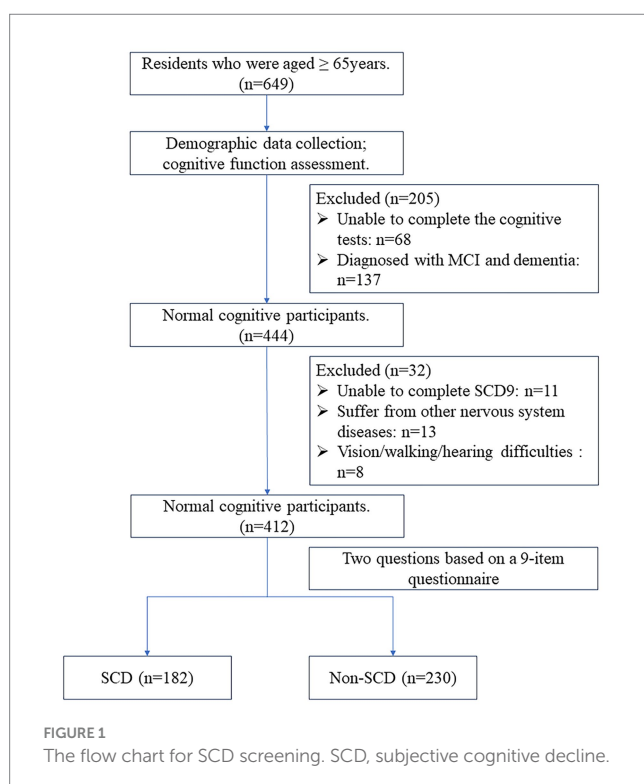 Residents who were aged ≥ 65years.
(n=649)
Demographic data collection;
cognitive function assessment.
Excluded (n=205)
➢ Unable to complete the cognitive
tests: n=68
➢ Diagnosed with MCI and dementia:
n=137
Normal cognitive participants.
(n=444)
Excluded (n=32)
➢ Unable to complete SCD9: n=11
➢ Suffer from other nervous system
diseases: n=13
➢ Vision/walking/hearing difficulties :
n=8
Normal cognitive participants.
(n=412)
Two questions based on a 9-item
questionnaire
SCD (n=182)
Non-SCD (n=230)
FIGURE 1
The flow chart for SCD screening. SCD, subjective cognitive decline.